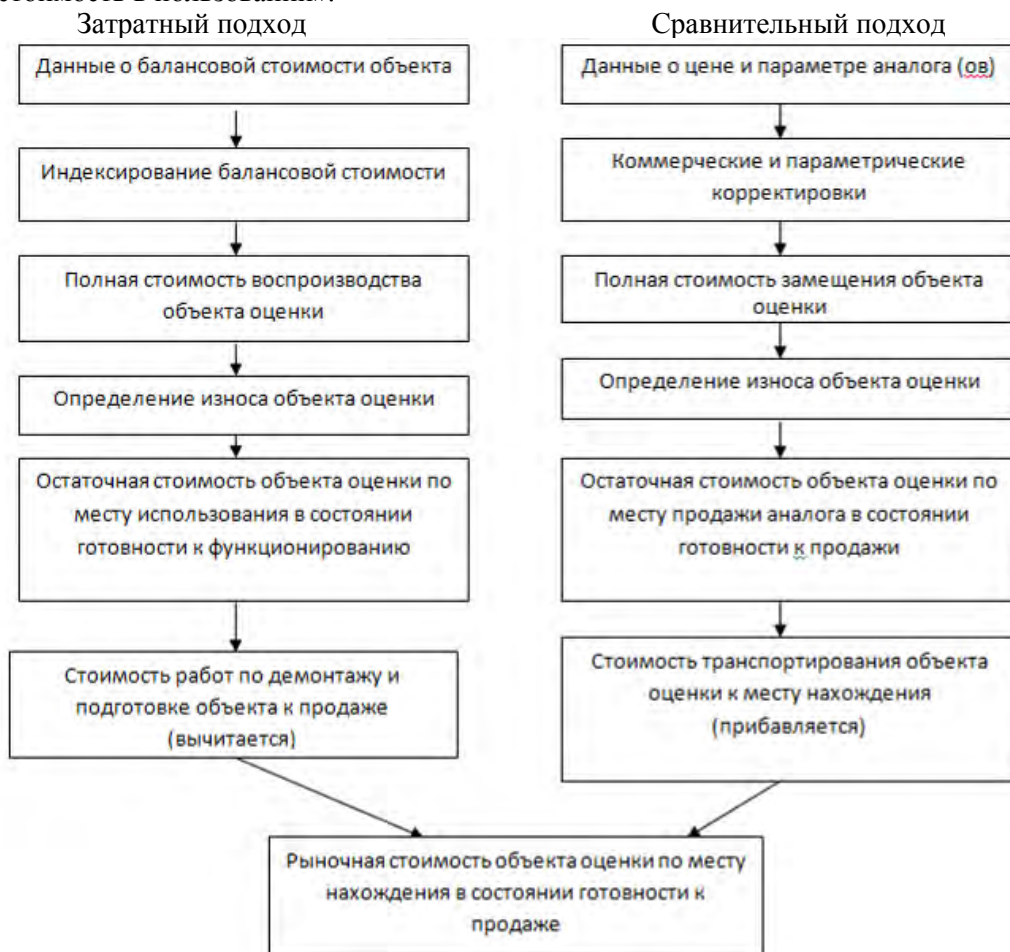 Затратный подход
Сравнительный подход
Данные о балансовой стоимости объекта
Индексирование балансовой стоимости
Полная стоимость воспроизводства
объекта оценки
Определение износа объекта оценки
Остаточная стоимость объекта оценки по
месту использования в состоянии
готовности к функционированию
Стоимость работ по демонтажу и
подготовке объекта к продаже
(вычитается)
Данные о цене и параметре аналога (ов)
Коммерческие и параметрические
корректировки
Полная стоимость замещения объекта
оценки
Определение износа объекта оценки
Остаточная стоимость объекта оценки по
месту продажи аналога в состоянии
готовности к продажи
Стоимость транспортирования объекта
оценки к месту нахождения
(прибавляется)
Рыночная стоимость объекта оценки по месту
нахождения в состоянии готовности к
продаже